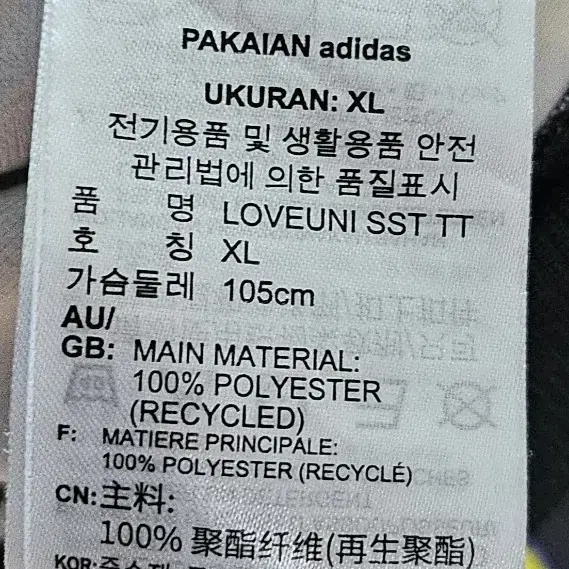 PAKAIAN adidas
UKURAN: XL
전기용품 및 생활용품 안전
관리법에 의한 품질표시
품 명 LOVEUNI SST TT
호 칭 XL
가슴둘레 105cm
AU/
GB: MAIN MATERIAL:
100% POLYESTER
(RECYCLED)
F: MATIERE PRINCIPALE:
100% POLYESTER (RECYCLÉ)
CN:主料:
100% 聚酯纤维(再生聚酯)
KOR: